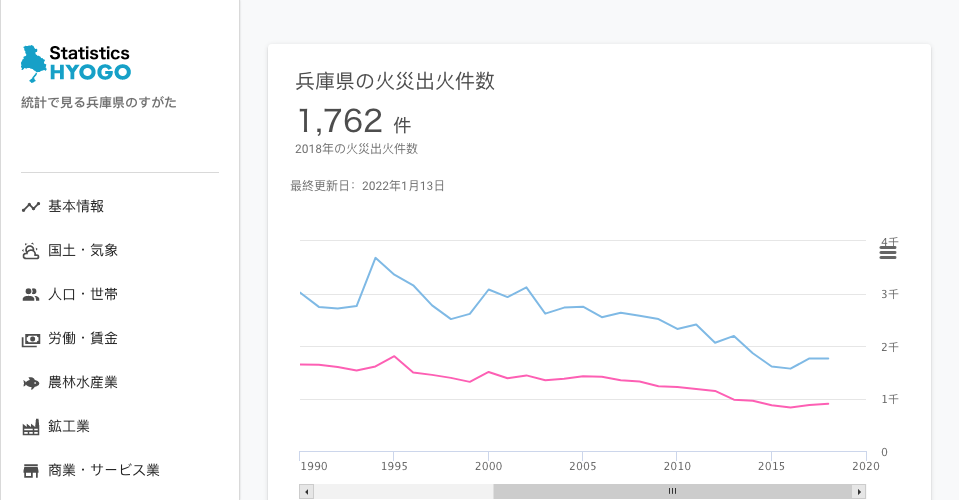 Statistics
HYOGO
統計で見る兵庫県のすがた
基本情報
国土・気象
人口・世帯
労働・賃金
農林水産業
鉱工業
商業・サービス業
兵庫県の火災出火件数
1,762 件
2018年の火災出火件数
最終更新日：2022年1月13日
4千
3千
2千
1千
0
1990 1995 2000 2005 2010 2015 2020